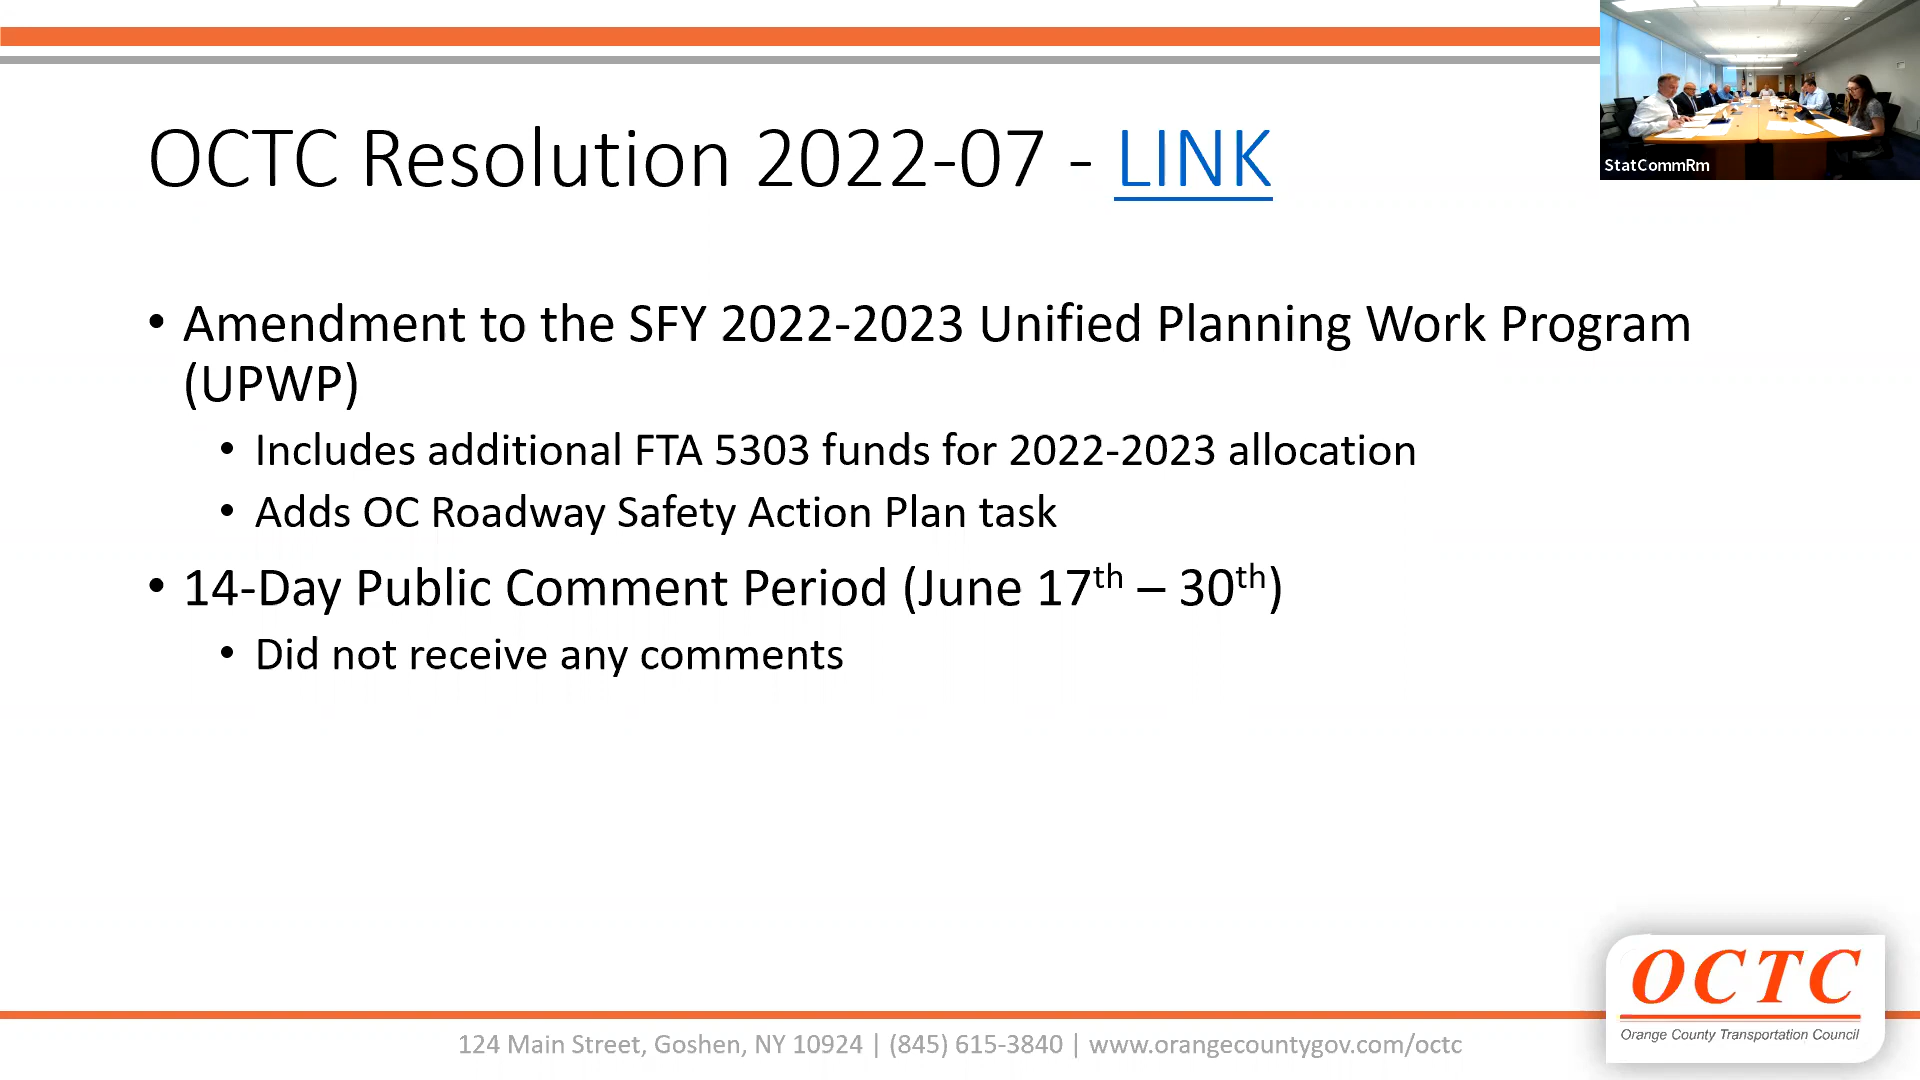 OCTC Resolution 2022-07 - LINK
StatCommRm
• Amendment to the SFY 2022-2023 Unified Planning Work Program
(UPWP)
• Includes additional FTA 5303 funds for 2022-2023 allocation
• Adds OC Roadway Safety Action Plan task
• 14-Day Public Comment Period (June 17th – 30th)
• Did not receive any comments
OCTC
Orange County Transportation Council
124 Main Street, Goshen, NY 10924 | (845) 615-3840 | www.orangecountygov.com/octc